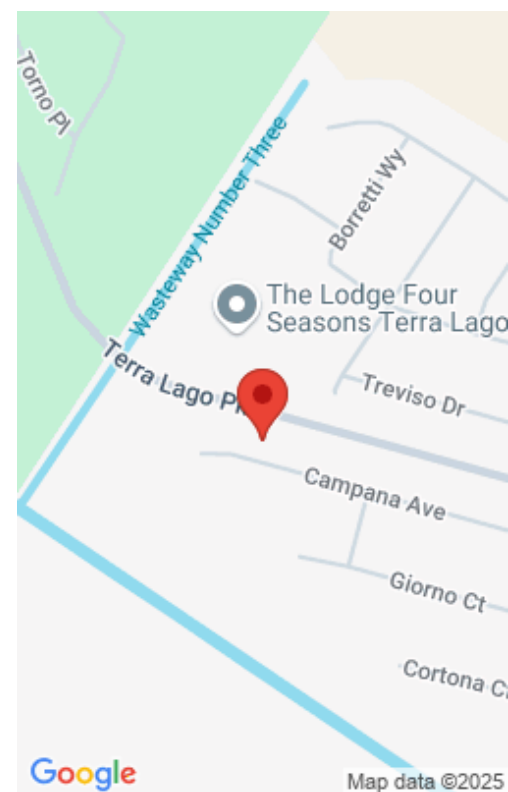 Torno Pl
Wasteway Number Three
Borretti Wy
The Lodge Four
Seasons Terra Lago
Terra Lago Pk
Treviso Dr
Campana Ave
Giorno Ct
Cortona C
Google
Map data ©2025